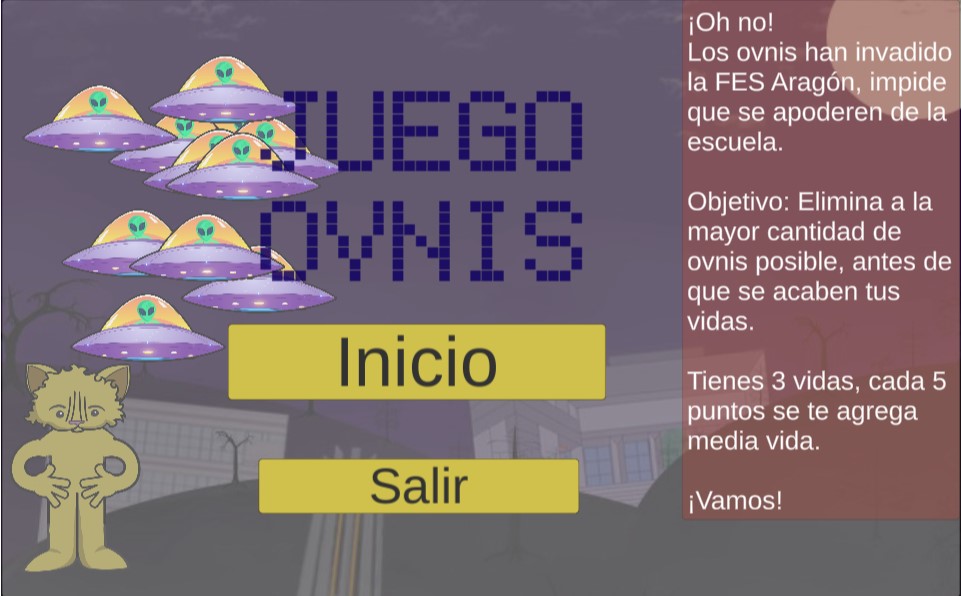 JUEGO
OVNIS
Inicio
Salir
¡Oh no!
Los ovnis han invadido
la FES Aragón, impide
que se apoderen de la
escuela.
Objetivo: Elimina a la
mayor cantidad de
ovnis posible, antes de
que se acaben tus
vidas.
Tienes 3 vidas, cada 5
puntos se te agrega
media vida.
¡Vamos!